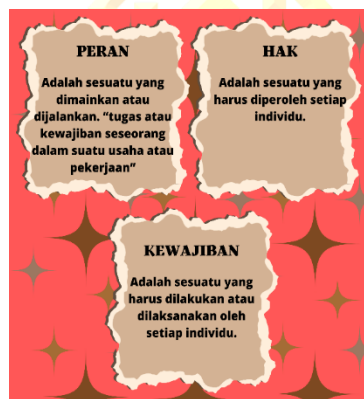 PERAN
Adalah sesuatu yang
dimainkan atau
dijalankan. “tugas atau
kewajiban seseorang
dalam suatu usaha atau
pekerjaan”
HAK
Adalah sesuatu yang
harus diperoleh setiap
individu.
KEWAJIBAN
Adalah sesuatu yang
harus dilakukan atau
dilaksanakan oleh
setiap individu.